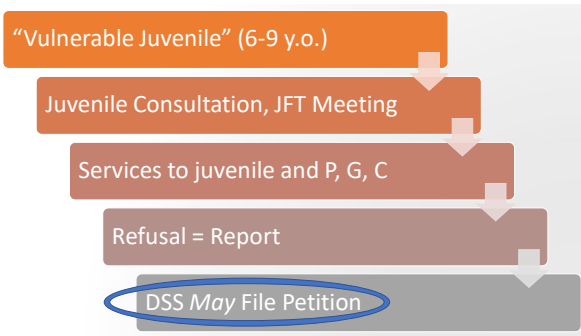 “Vulnerable Juvenile” (6-9 y.o.)
Juvenile Consultation, JFT Meeting
Services to juvenile and P, G, C
Refusal = Report
DSS May File Petition